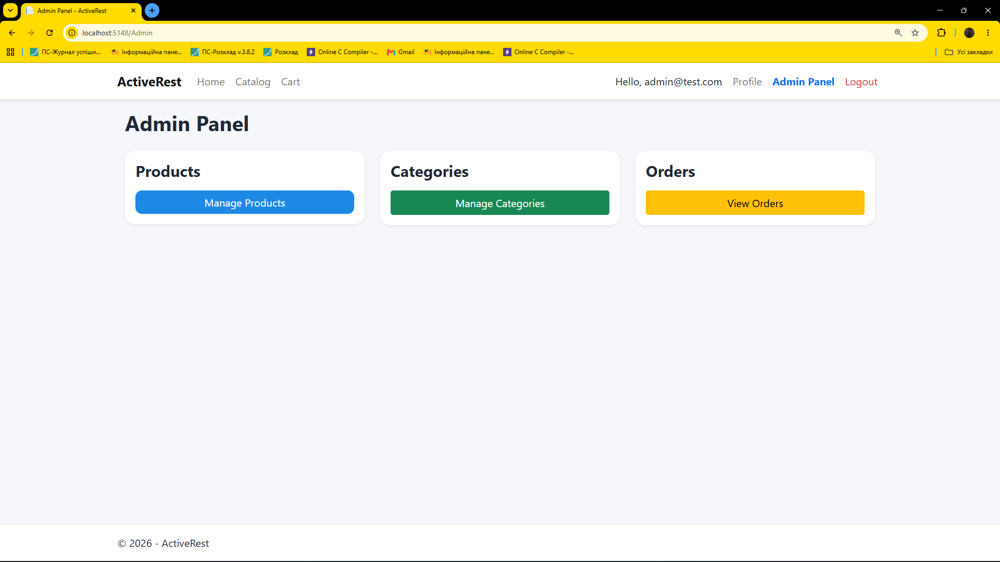 Admin Panel - ActiveRest
localhost:5148/Admin
ПС-Журнал успішн... Інформаційна пане... ПС-Розклад v.3.8.2 Розклад Online C Compiler -... Gmail Інформаційна пане... Online C Compiler -... Усі закладки
ActiveRest Home Catalog Cart Hello, admin@test.com Profile Admin Panel Logout
Admin Panel
Products
Manage Products
Categories
Manage Categories
Orders
View Orders
© 2026 - ActiveRest